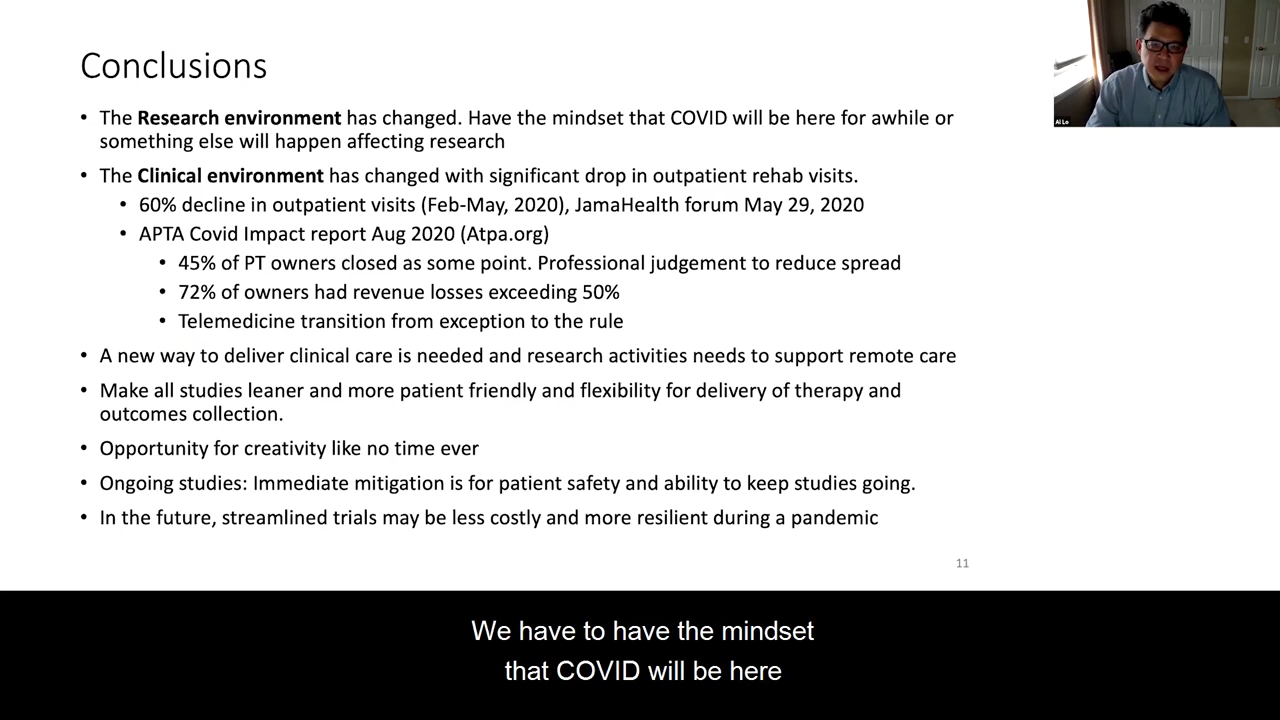 Conclusions
• The Research environment has changed. Have the mindset that COVID will be here for awhile or
something else will happen affecting research
• The Clinical environment has changed with significant drop in outpatient rehab visits.
• 60% decline in outpatient visits (Feb-May, 2020), JamaHealth forum May 29, 2020
• APTA Covid Impact report Aug 2020 (Atpa.org)
• 45% of PT owners closed as some point. Professional judgement to reduce spread
• 72% of owners had revenue losses exceeding 50%
• Telemedicine transition from exception to the rule
• A new way to deliver clinical care is needed and research activities needs to support remote care
• Make all studies leaner and more patient friendly and flexibility for delivery of therapy and
outcomes collection.
• Opportunity for creativity like no time ever
• Ongoing studies: Immediate mitigation is for patient safety and ability to keep studies going.
• In the future, streamlined trials may be less costly and more resilient during a pandemic
11
Al Lo
We have to have the mindset
that COVID will be here